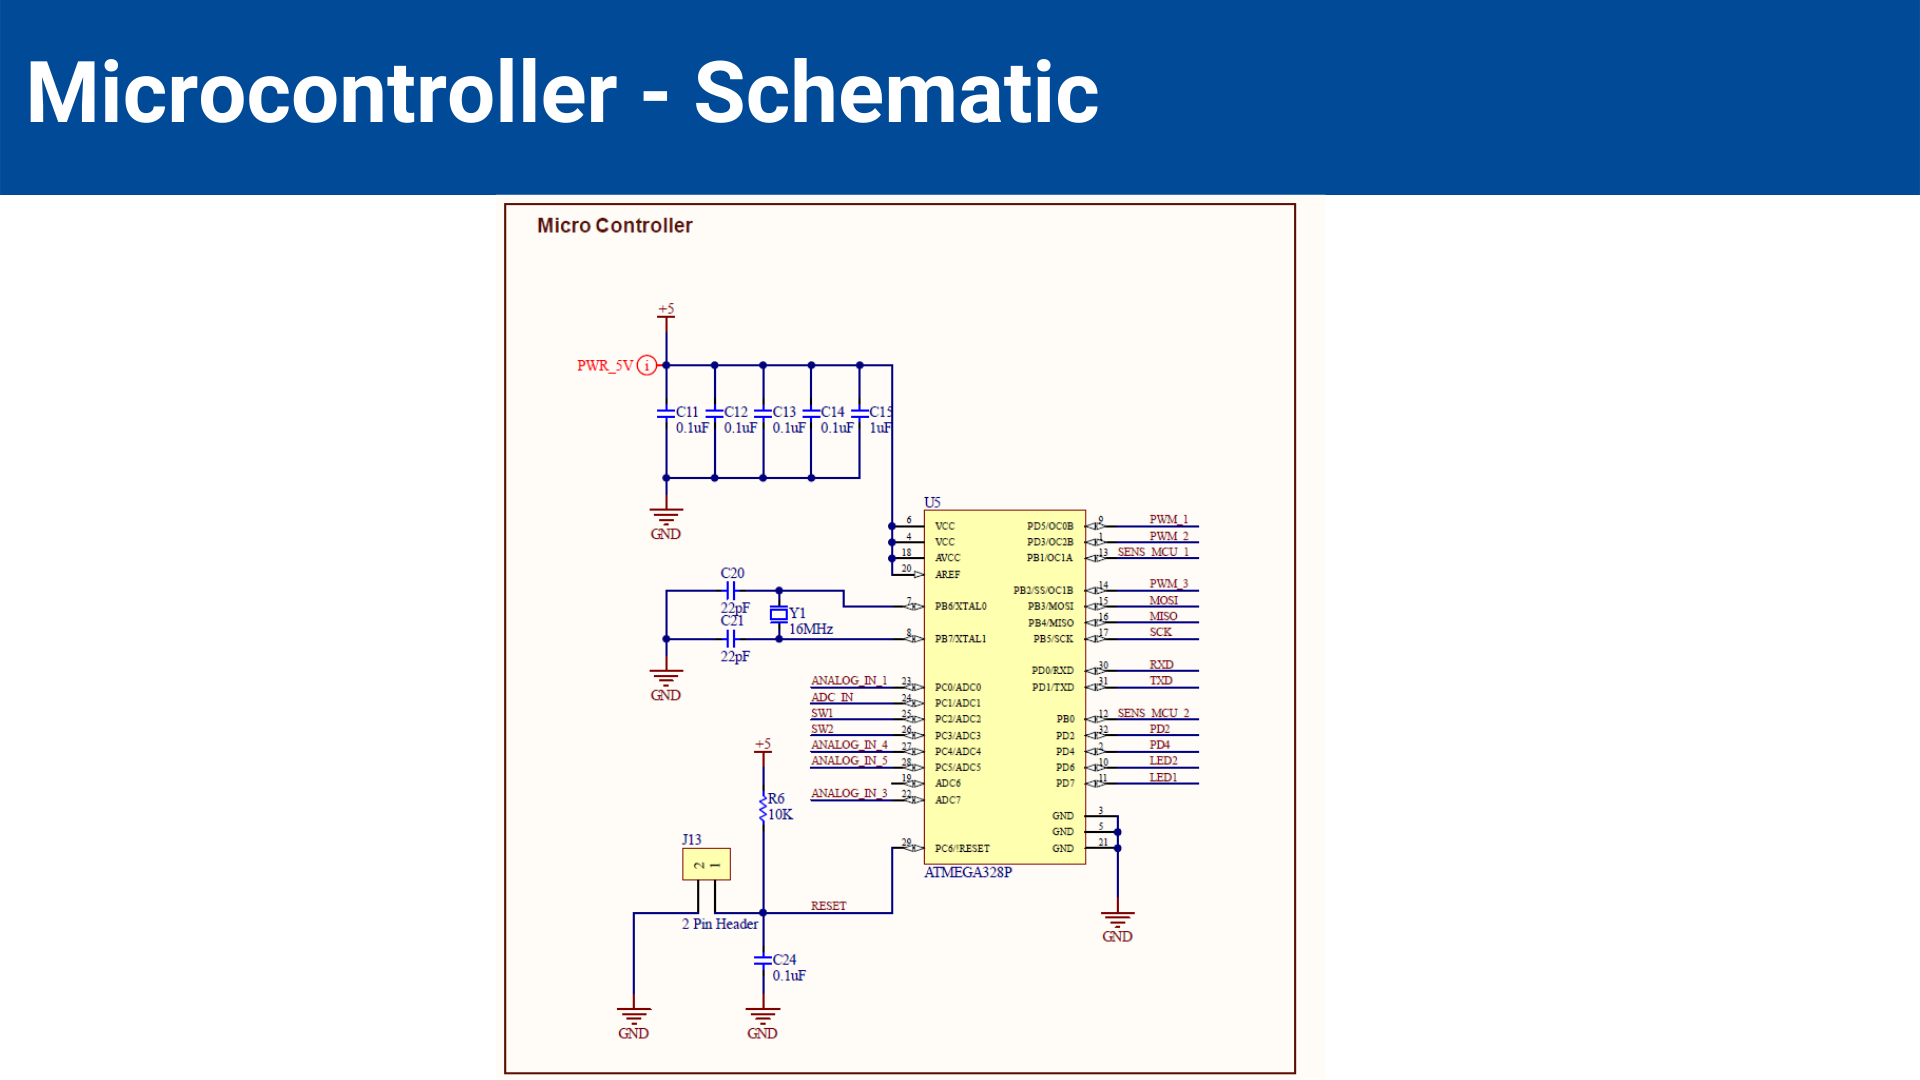 Microcontroller - Schematic
Micro Controller
+5
PWR_5V i
C11 C12 C13 C14 C15
0.1uF 0.1uF 0.1uF 0.1uF 1uF
GND
U5
6 VCC PD5/OC0B 9 PWM_1
4 VCC PD3/OC2B 1 PWM_2
18 AVCC PB1/OC1A 13 SENS_MCU_1
20 AREF
C20
22pF
PB2/SS/OC1B 14 PWM_3
7 PB6/XTAL0 PB3/MOSI 15 MOSI
Y1
16MHz
C21
22pF
PB4/MISO 16 MISO
8 PB7/XTAL1 PB5/SCK 17 SCK
GND
PD0/RXD 30 RXD
ANALOG_IN_1 23 PC0/ADC0 PD1/TXD 31 TXD
ADC_IN 24 PC1/ADC1
SW1 25 PC2/ADC2 PB0 12 SENS_MCU_2
SW2 26 PC3/ADC3 PD2 32 PD2
ANALOG_IN_4 27 PC4/ADC4 PD4 2 PD4
ANALOG_IN_5 28 PC5/ADC5 PD6 10 LED2
19 ADC6 PD7 11 LED1
ANALOG_IN_3 22 ADC7
GND 3
GND 5
29 PC6/!RESET GND 21
ATMEGA328P
+5
R6
10K
J13
2 1
2 Pin Header
RESET
C24
0.1uF
GND
GND
GND